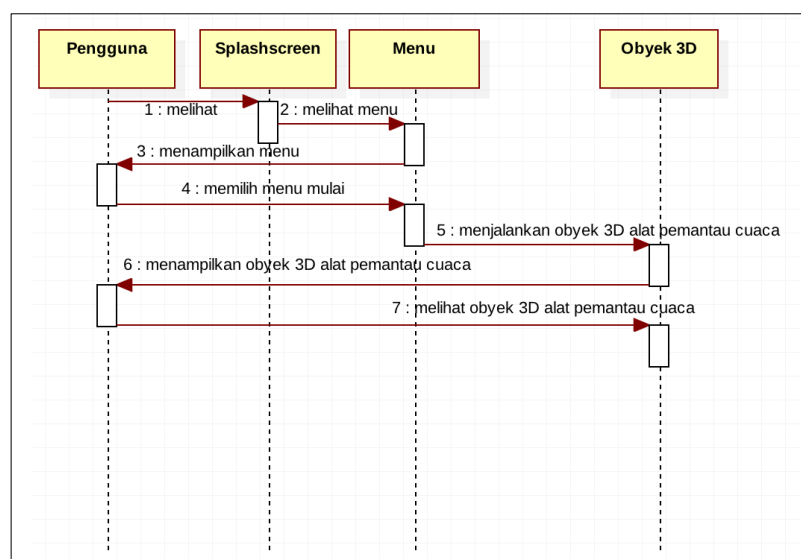 Pengguna
Splashscreen
Menu
Obyek 3D
1 : melihat
2 : melihat menu
3 : menampilkan menu
4 : memilih menu mulai
5 : menjalankan obyek 3D alat pemantau cuaca
6 : menampilkan obyek 3D alat pemantau cuaca
7 : melihat obyek 3D alat pemantau cuaca